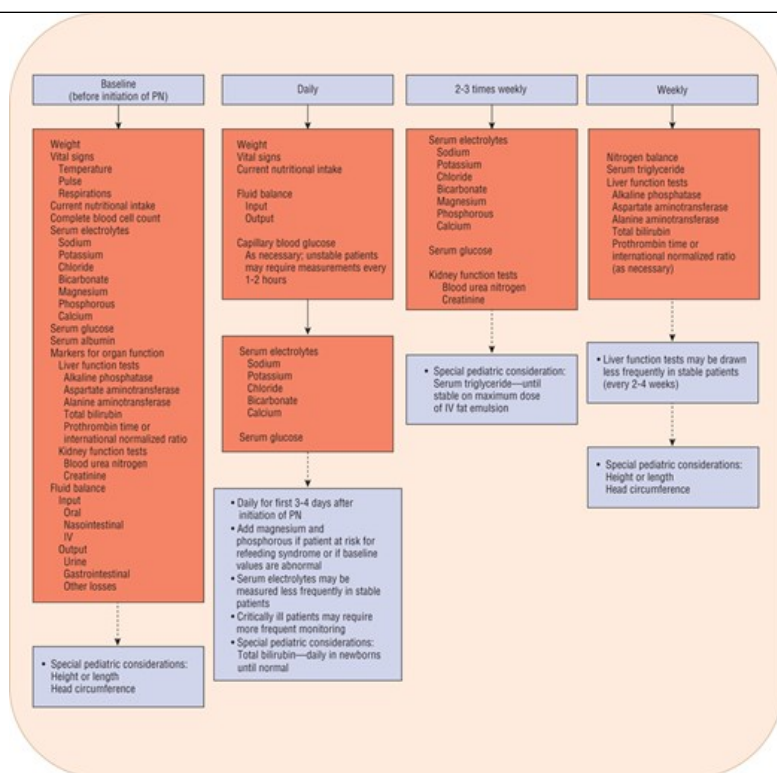 Baseline
(before initiation of PN)
Weight
Vital signs
Temperature
Pulse
Respirations
Current nutritional intake
Complete blood cell count
Serum electrolytes
Sodium
Potassium
Chloride
Bicarbonate
Magnesium
Phosphorous
Calcium
Serum glucose
Serum albumin
Markers for organ function
Liver function tests
Alkaline phosphatase
Aspartate aminotransferase
Alanine aminotransferase
Total bilirubin
Prothrombin time or
international normalized ratio
Kidney function tests
Blood urea nitrogen
Creatinine
Fluid balance
Input
Oral
Nasointestinal
IV
Output
Urine
Gastrointestinal
Other losses
• Special pediatric considerations:
Height or length
Head circumference
Daily
Weight
Vital signs
Current nutritional intake
Fluid balance
Input
Output
Capillary blood glucose
As necessary; unstable patients
may require measurements every
1-2 hours
Serum electrolytes
Sodium
Potassium
Chloride
Bicarbonate
Calcium
Serum glucose
• Daily for first 3-4 days after
initiation of PN
• Add magnesium and
phosphorous if patient at risk for
refeeding syndrome or if baseline
values are abnormal
• Serum electrolytes may be
measured less frequently in stable
patients
• Critically ill patients may require
more frequent monitoring
• Special pediatric considerations:
Total bilirubin—daily in newborns
until normal
2-3 times weekly
Serum electrolytes
Sodium
Potassium
Chloride
Bicarbonate
Magnesium
Phosphorous
Calcium
Serum glucose
Kidney function tests
Blood urea nitrogen
Creatinine
• Special pediatric consideration:
Serum triglyceride—until
stable on maximum dose
of IV fat emulsion
Weekly
Nitrogen balance
Serum triglyceride
Liver function tests
Alkaline phosphatase
Aspartate aminotransferase
Alanine aminotransferase
Total bilirubin
Prothrombin time or
international normalized ratio
(as necessary)
• Liver function tests may be drawn
less frequently in stable patients
(every 2-4 weeks)
• Special pediatric considerations:
Height or length
Head circumference